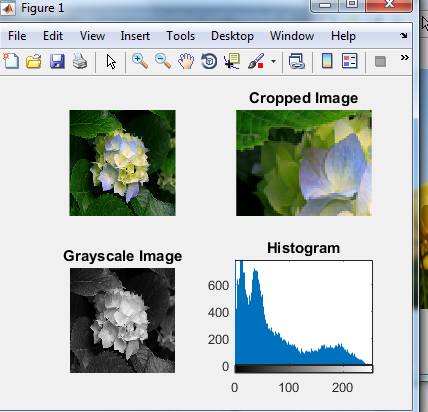 Figure 1
File Edit View Insert Tools Desktop Window Help
Cropped Image
Grayscale Image
Histogram
600
400
200
0
0 100 200